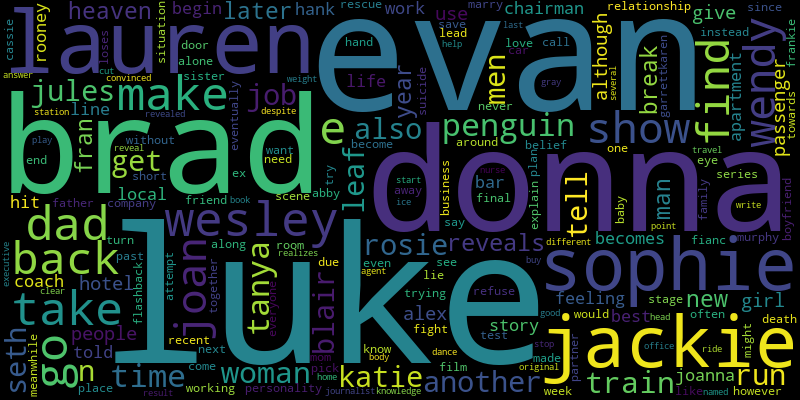 lauren
evan
brad
donna
luke
sophie
jackie
wendy
wesley
dad
back
take
go
joan
tanya
blair
rosie
reveals
show
find
penguin
make
job
jules
get
fran
leaf
also
men
break
give
although
tell
man
e
year
time
woman
katie
another
train
run
new
girl
story
alex
feeling
becomes
best
joanna
however
people
seth
coach
hotel
n
told
hit
local
heaven
begin
later
hank
work
chairman
use
relationship
rescue
marry
since
cassie
rooney
situation
door
alone
sister
loses
cut
convinced
answer
weight
hand
save
lead
last
love
call
help
car
instead
apartment
passenger
towards
frankie
several
garrettkaren
gray
suicide
life
never
line
station
revealed
despite
reveal
without
want
need
play
end
short
ex
abby
scene
eventually
become
around
belief
one
eye
series
travel
nurse
plan
explain
bar
business
final
start
away
ice
say
try
friend
book
father
company
turn
past
flashback
attempt
along
room
realizes
together
everyone
due
even
agent
see
lie
trying
refuse
buy
different
baby
point
family
write
murphy
boyfriend
fianc
would
stage
often
head
death
might
office
ride
like
named
good
stop
made
test
partner
week
original
film
dance
fight
know
body
mom
pick
home
journalist
knowledge
personality
working
come
next
recent
place
result
meanwhile
clear
executive